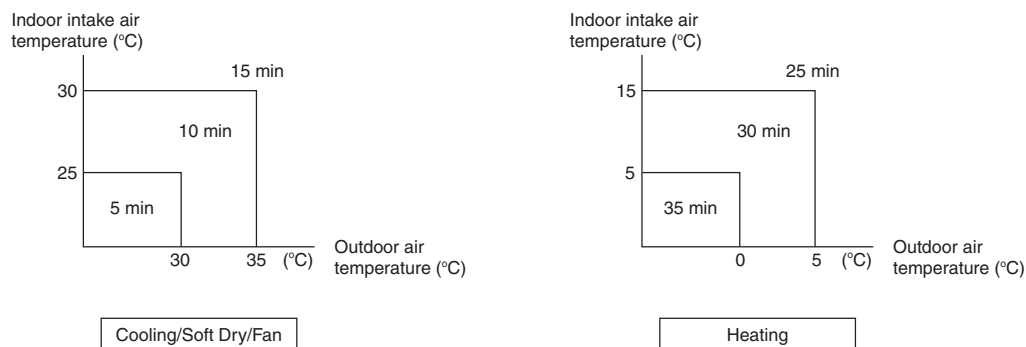 Indoor intake air
temperature (°C)
15 min
30
10 min
25
5 min
30 35 (°C)
Outdoor air
temperature (°C)
Cooling/Soft Dry/Fan
Indoor intake air
temperature (°C)
25 min
15
30 min
5
35 min
0 5 (°C)
Outdoor air
temperature (°C)
Heating